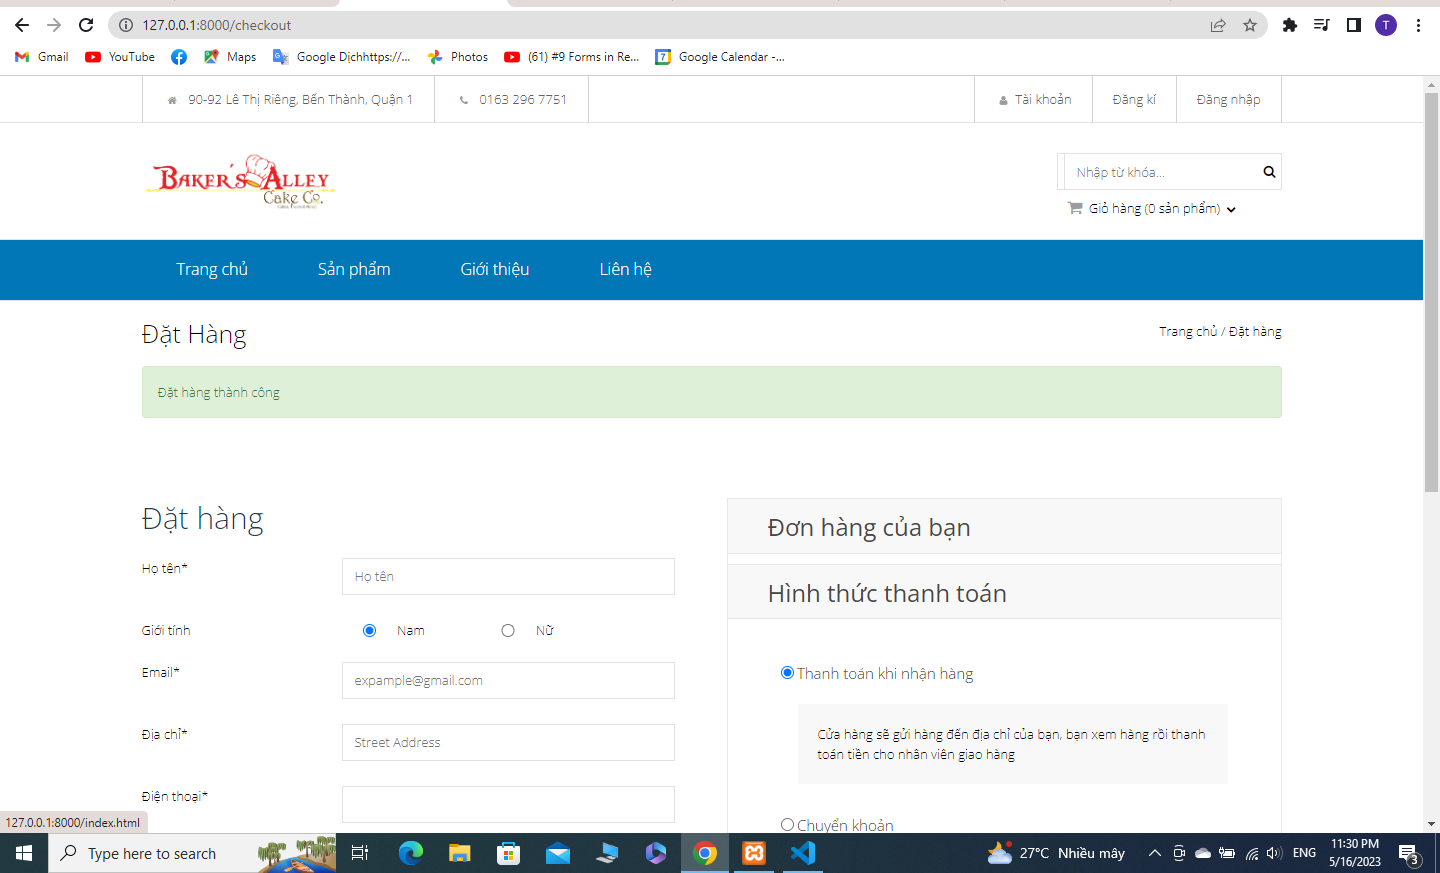 127.0.0.1:8000/checkout
T
Gmail
YouTube
Maps
Google Dịchhttps://...
Photos
(61) #9 Forms in Re...
Google Calendar -...
90-92 Lê Thị Riêng, Bến Thành, Quận 1
0163 296 7751
Tài khoản
Đăng kí
Đăng nhập
BAKER'S ALLEY
Cake Co.
Nhập từ khóa...
Giỏ hàng (0 sản phẩm)
Trang chủ
Sản phẩm
Giới thiệu
Liên hệ
Đặt Hàng
Trang chủ / Đặt hàng
Đặt hàng thành công
Đặt hàng
Đơn hàng của bạn
Họ tên*
Họ tên
Hình thức thanh toán
Giới tính
Nam
Nữ
Email*
expample@gmail.com
Thanh toán khi nhận hàng
Địa chỉ*
Street Address
Cửa hàng sẽ gửi hàng đến địa chỉ của bạn, bạn xem hàng rồi thanh
toán tiền cho nhân viên giao hàng
Điện thoại*
Chuyển khoản
127.0.0.1:8000/index.html
Type here to search
27°C Nhiều mây
ENG
11:30 PM
5/16/2023
3